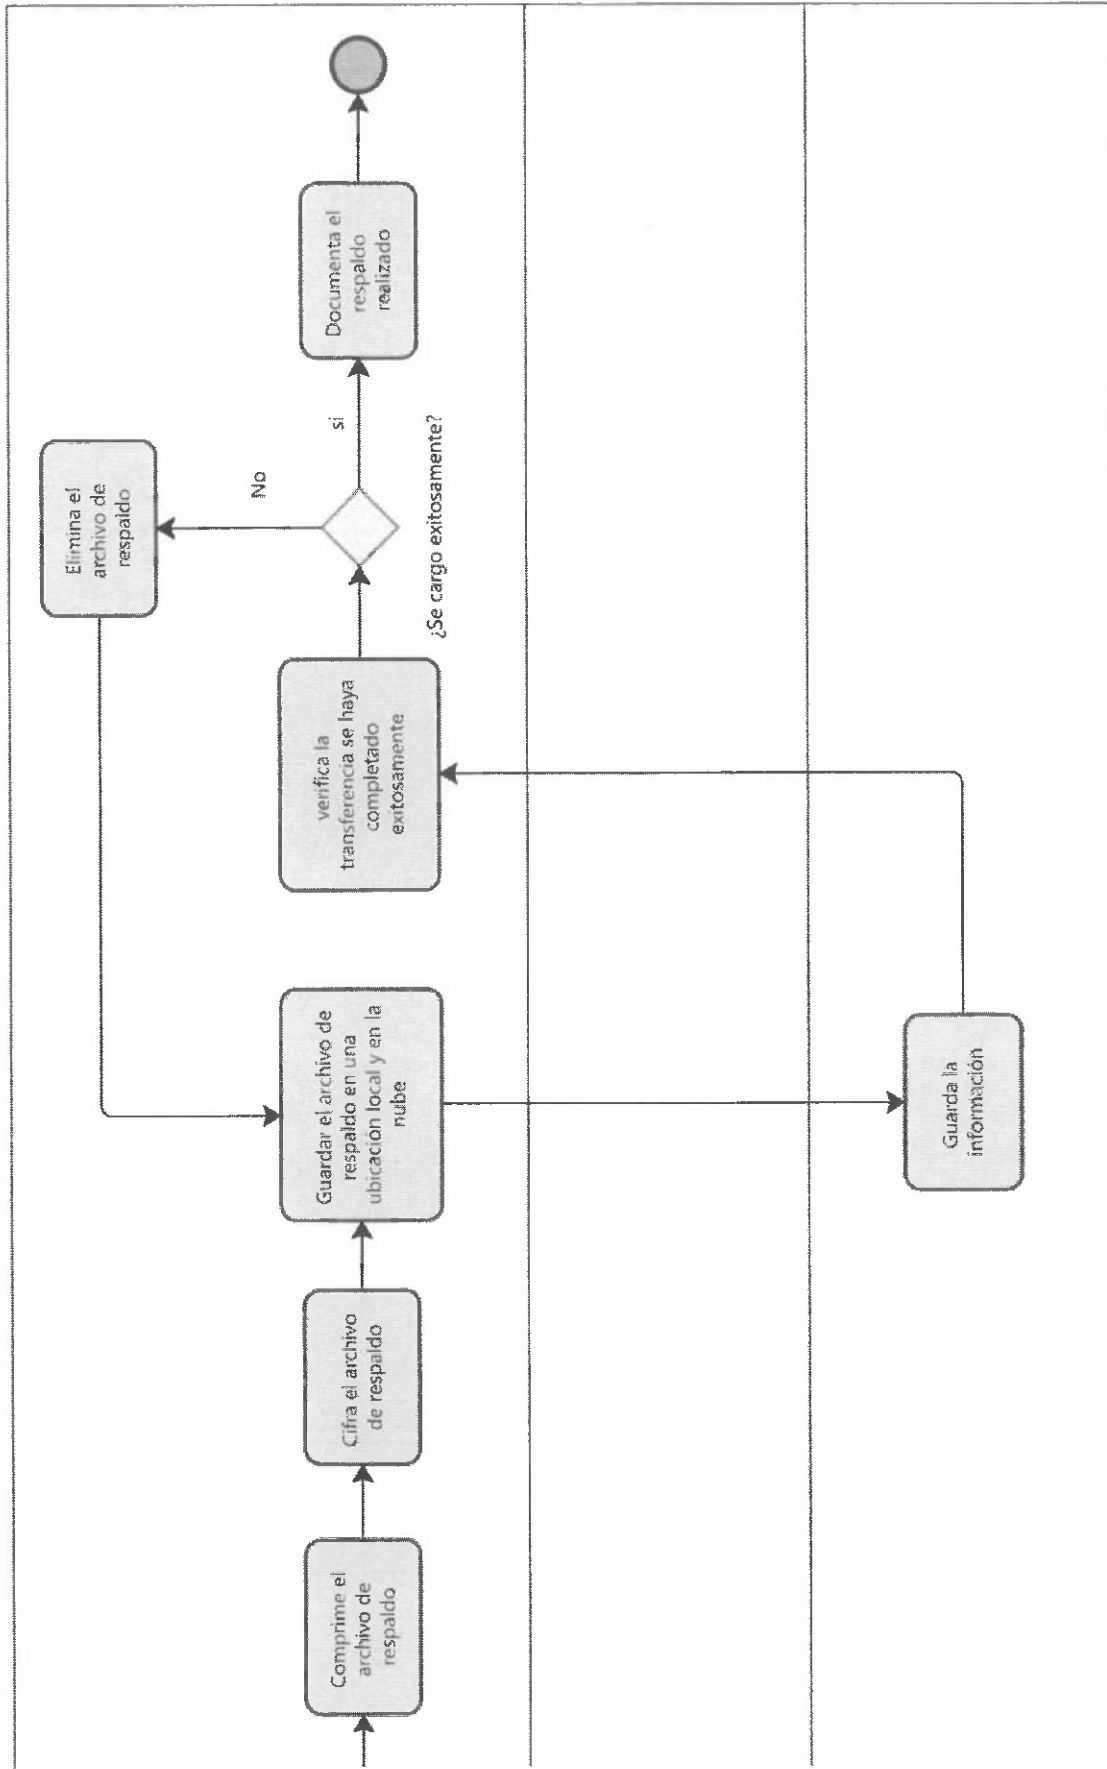 Comprime el
archivo de
respaldo
Cifra el archivo
de respaldo
Guardar el archivo de
respaldo en una
ubicación local y en la
nube
Guarda la
información
verifica la
transferencia se haya
completado
exitosamente
¿Se cargo exitosamente?
No
Elimina el
archivo de
respaldo
si
Documenta el
respaldo
realizado